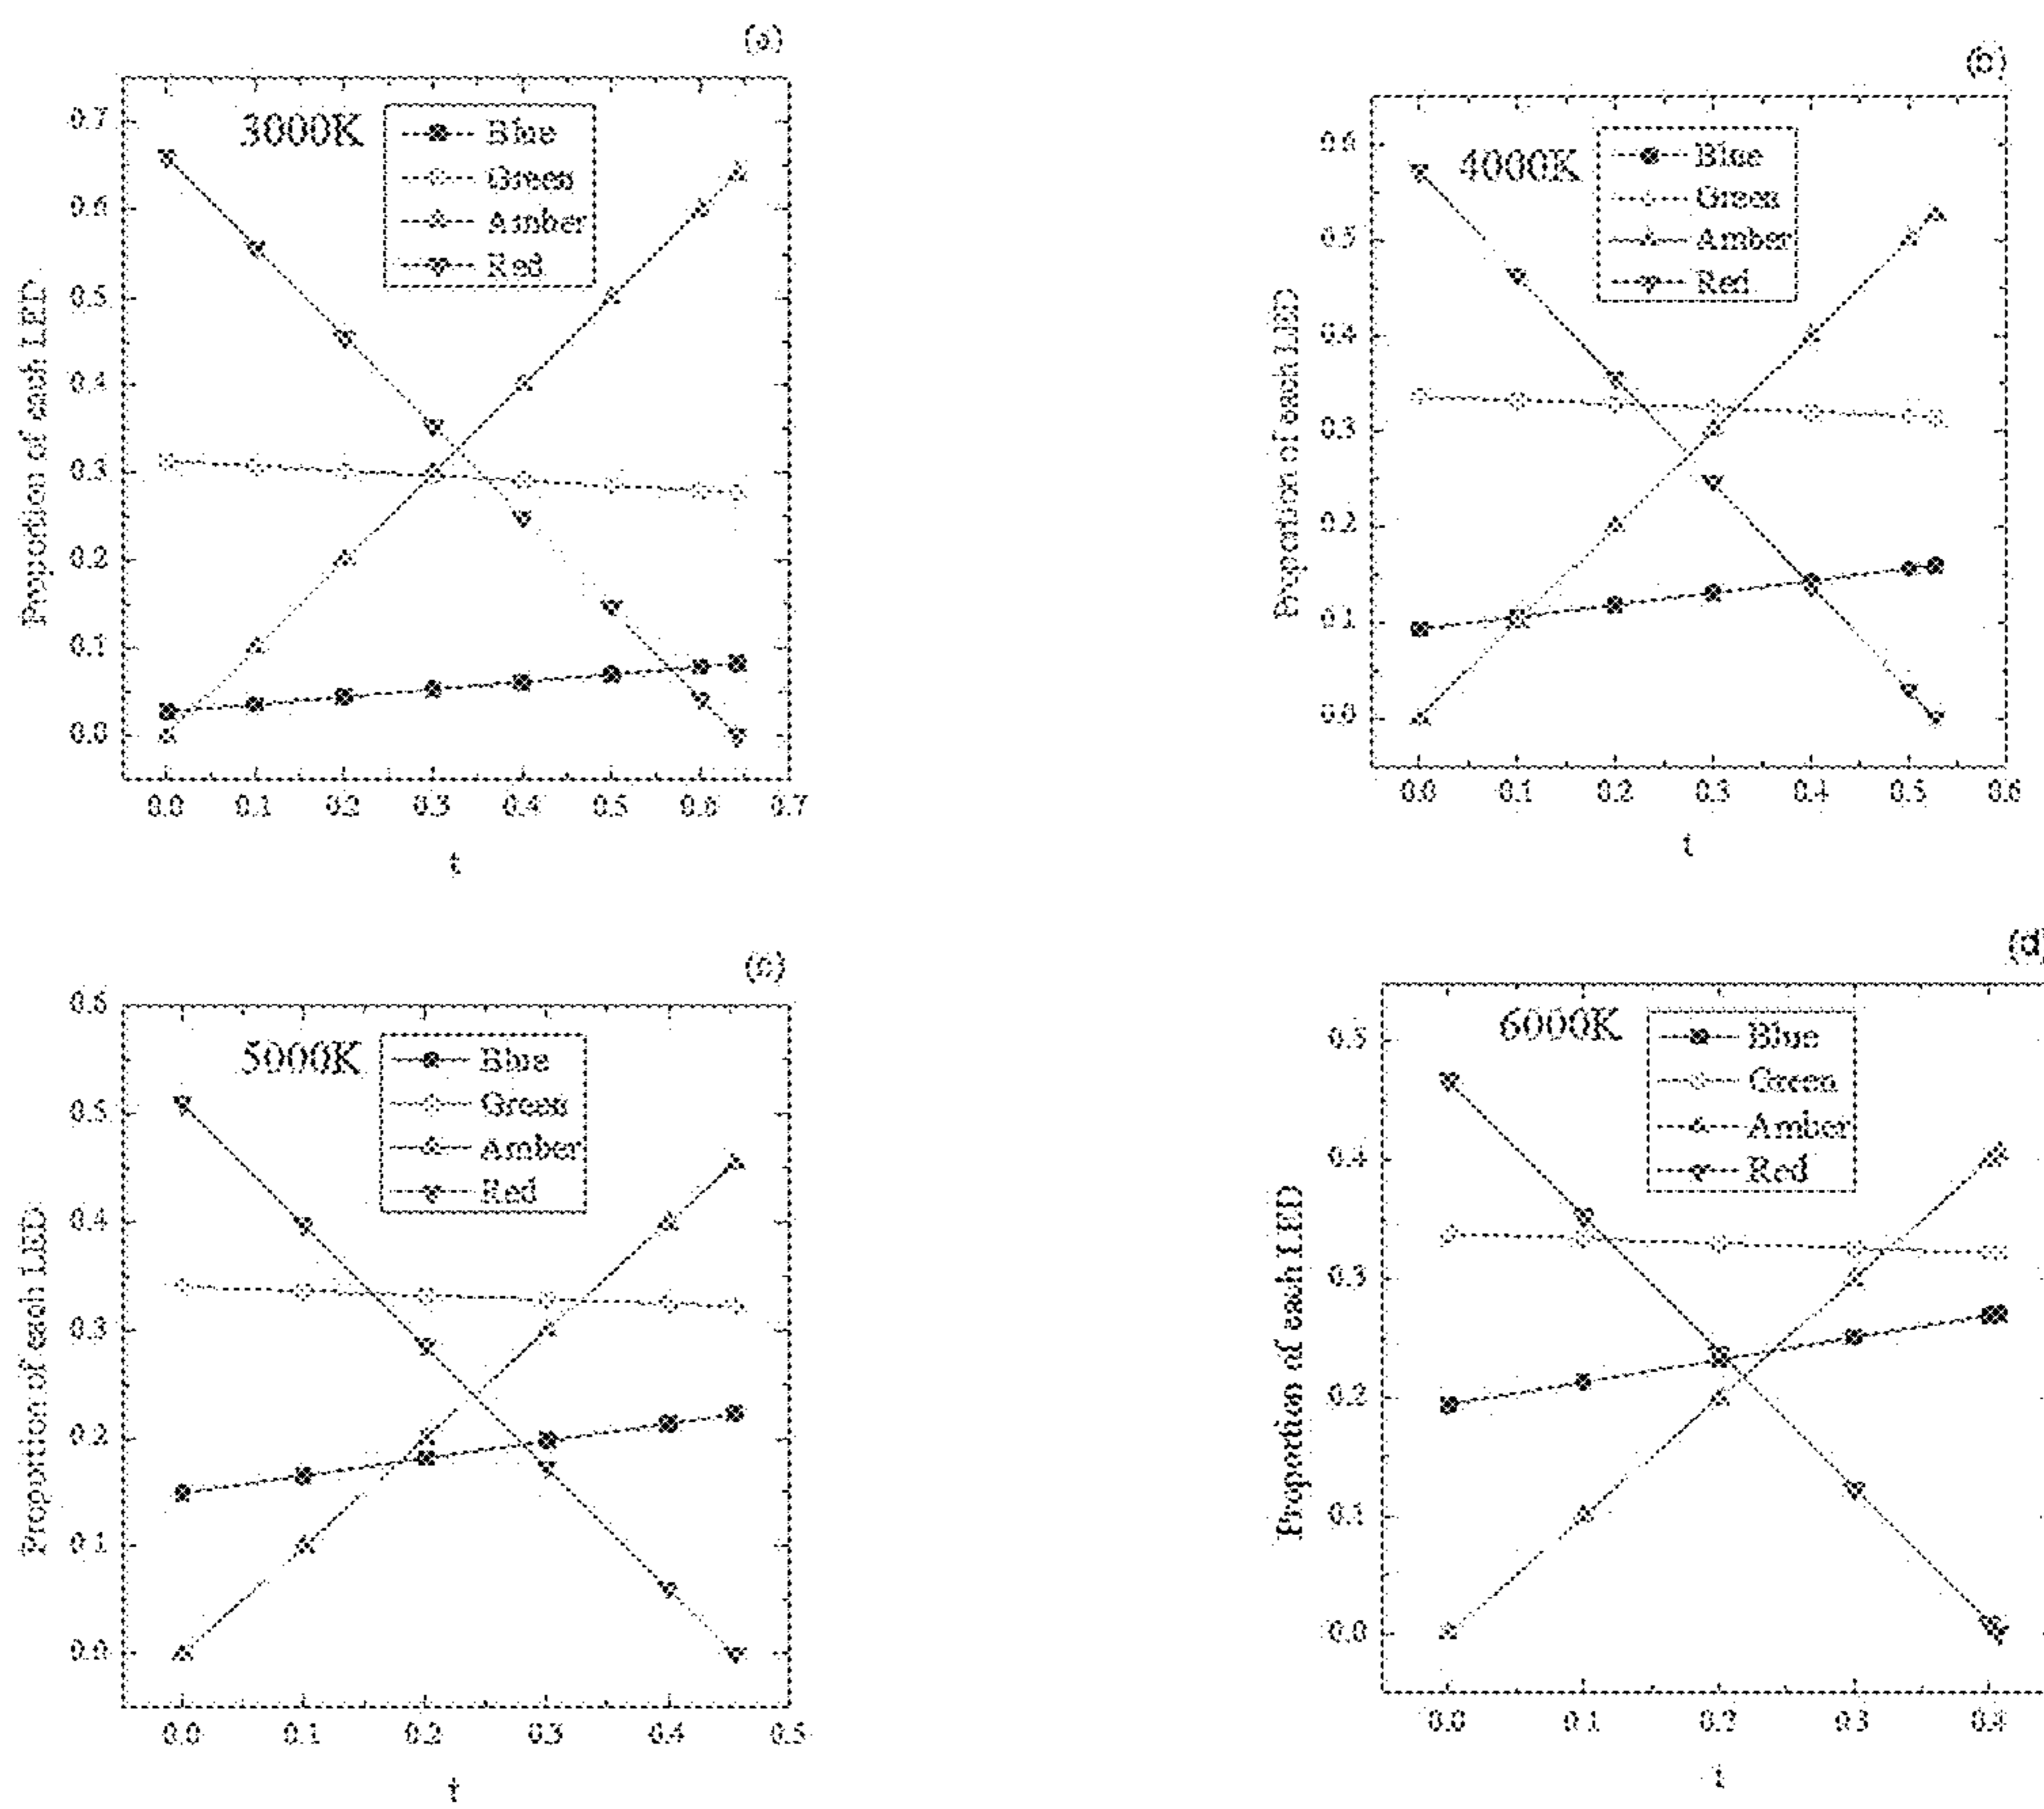 (a)
3000K
Blue
Green
Amber
Red
0.7
0.6
0.5
0.4
0.3
0.2
0.1
0.0
Propotion of each LED
0.0 0.1 0.2 0.3 0.4 0.5 0.6 0.7
t
(b)
4000K
Blue
Green
Amber
Red
0.6
0.5
0.4
0.3
0.2
0.1
0.0
Proportion of each LED
0.0 0.1 0.2 0.3 0.4 0.5 0.6
t
(c)
5000K
Blue
Green
Amber
Red
0.6
0.5
0.4
0.3
0.2
0.1
0.0
Propotion of each LED
0.0 0.1 0.2 0.3 0.4 0.5
t
(d)
6000K
Blue
Green
Amber
Red
0.5
0.4
0.3
0.2
0.1
0.0
Proportion of each LED
0.0 0.1 0.2 0.3 0.4
t